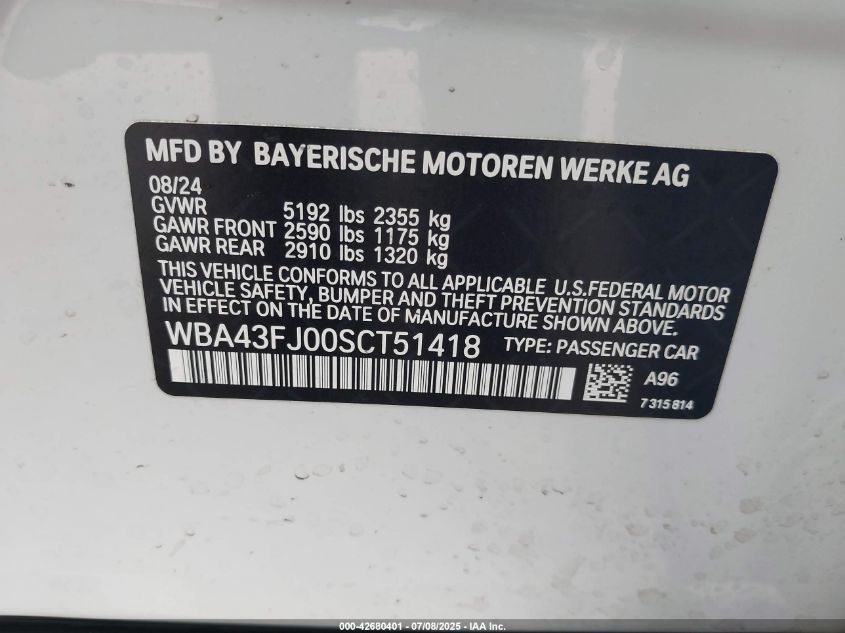 MFD BY BAYERISCHE MOTOREN WERKE AG
08/24
GVWR 5192 lbs 2355 kg
GAWR FRONT 2590 lbs 1175 kg
GAWR REAR 2910 lbs 1320 kg
THIS VEHICLE CONFORMS TO ALL APPLICABLE U.S.FEDERAL MOTOR
VEHICLE SAFETY, BUMPER AND THEFT PREVENTION STANDARDS
IN EFFECT ON THE DATE OF MANUFACTURE SHOWN ABOVE.
WBA43FJ00SCT51418 TYPE: PASSENGER CAR
A96
7 315 814
000-42680401 - 07/08/2025 - IAA Inc.